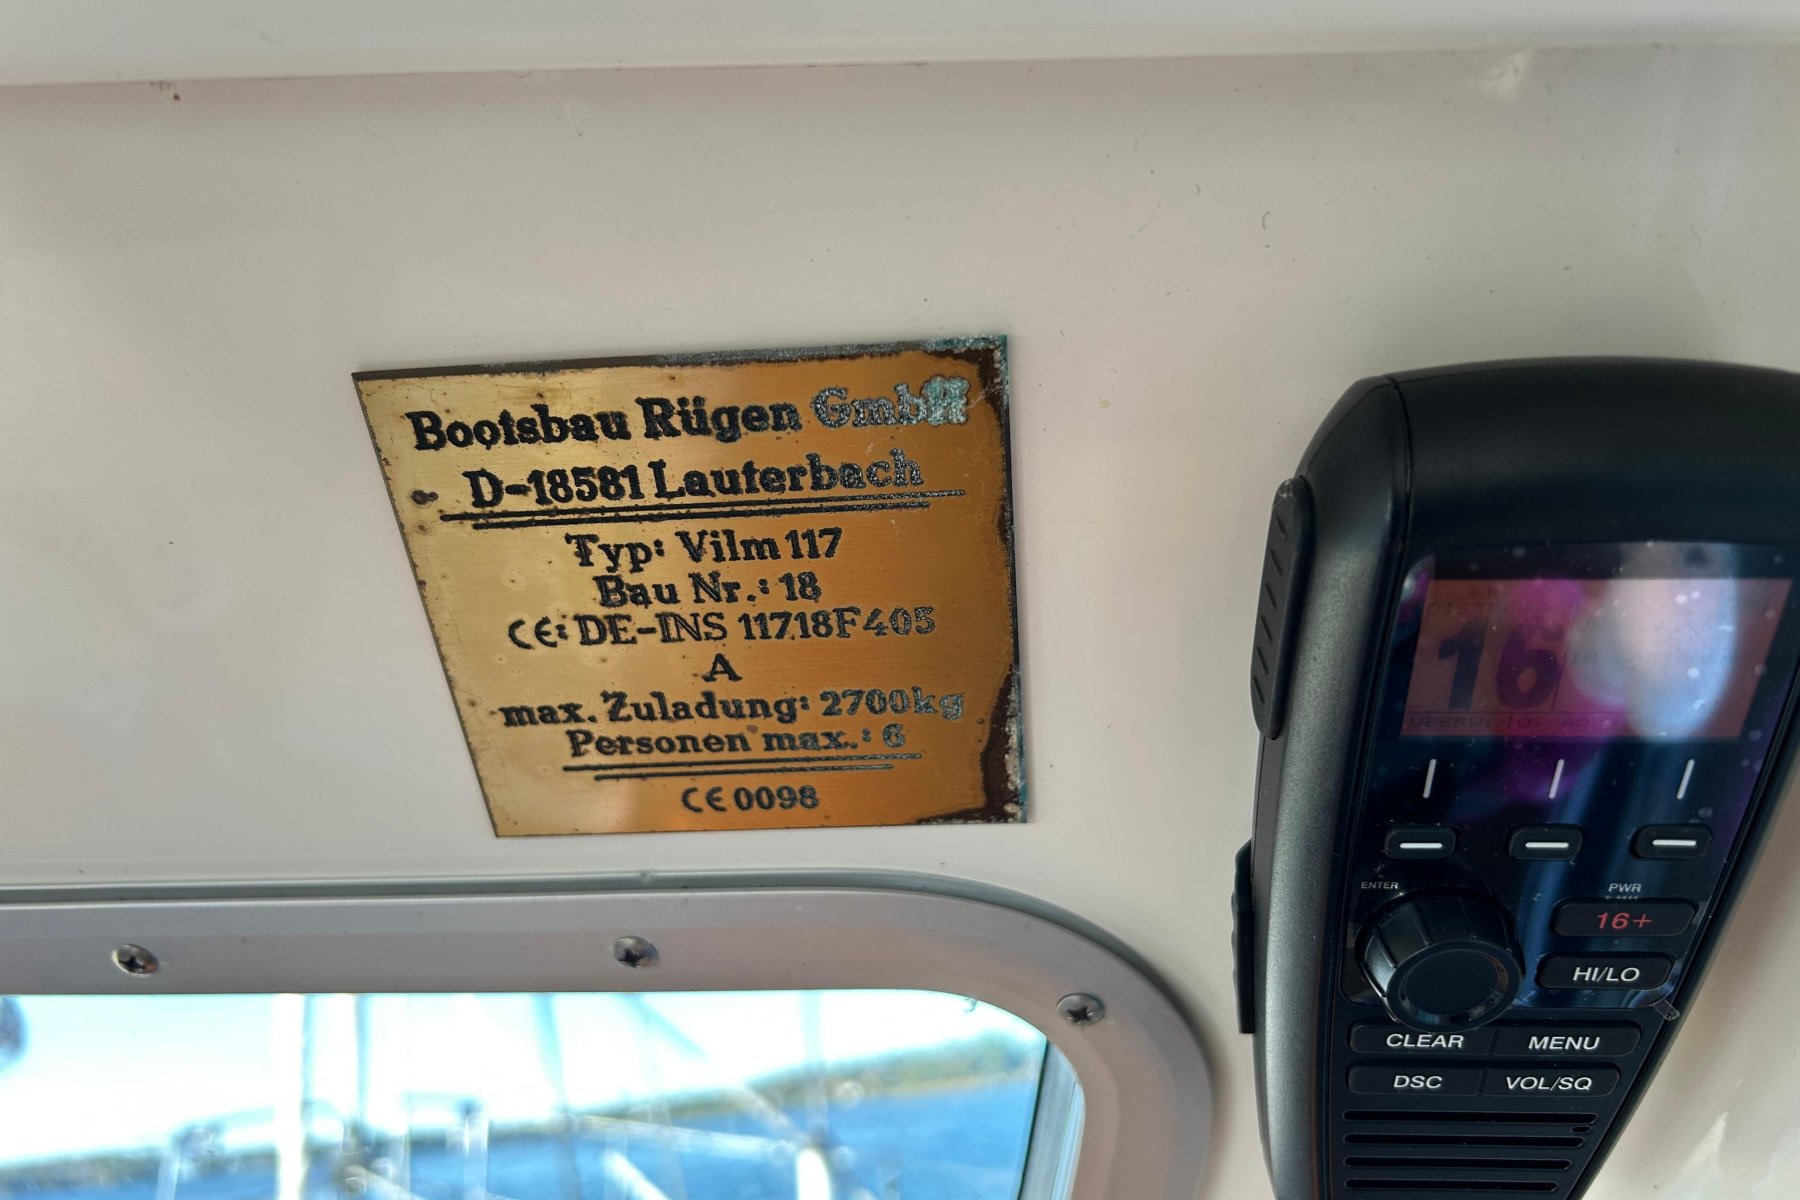 Bootsbau Rügen GmbH
D-18581 Lauterbach
Typ: Vilm 117
Bau Nr.: 18
CE: DE-INS 11718F405
A
max. Zuladung: 2700kg
Personen max.: 6
CE 0098
16
ENTER
PWR
16+
HI/LO
CLEAR
MENU
DSC
VOL/SQ